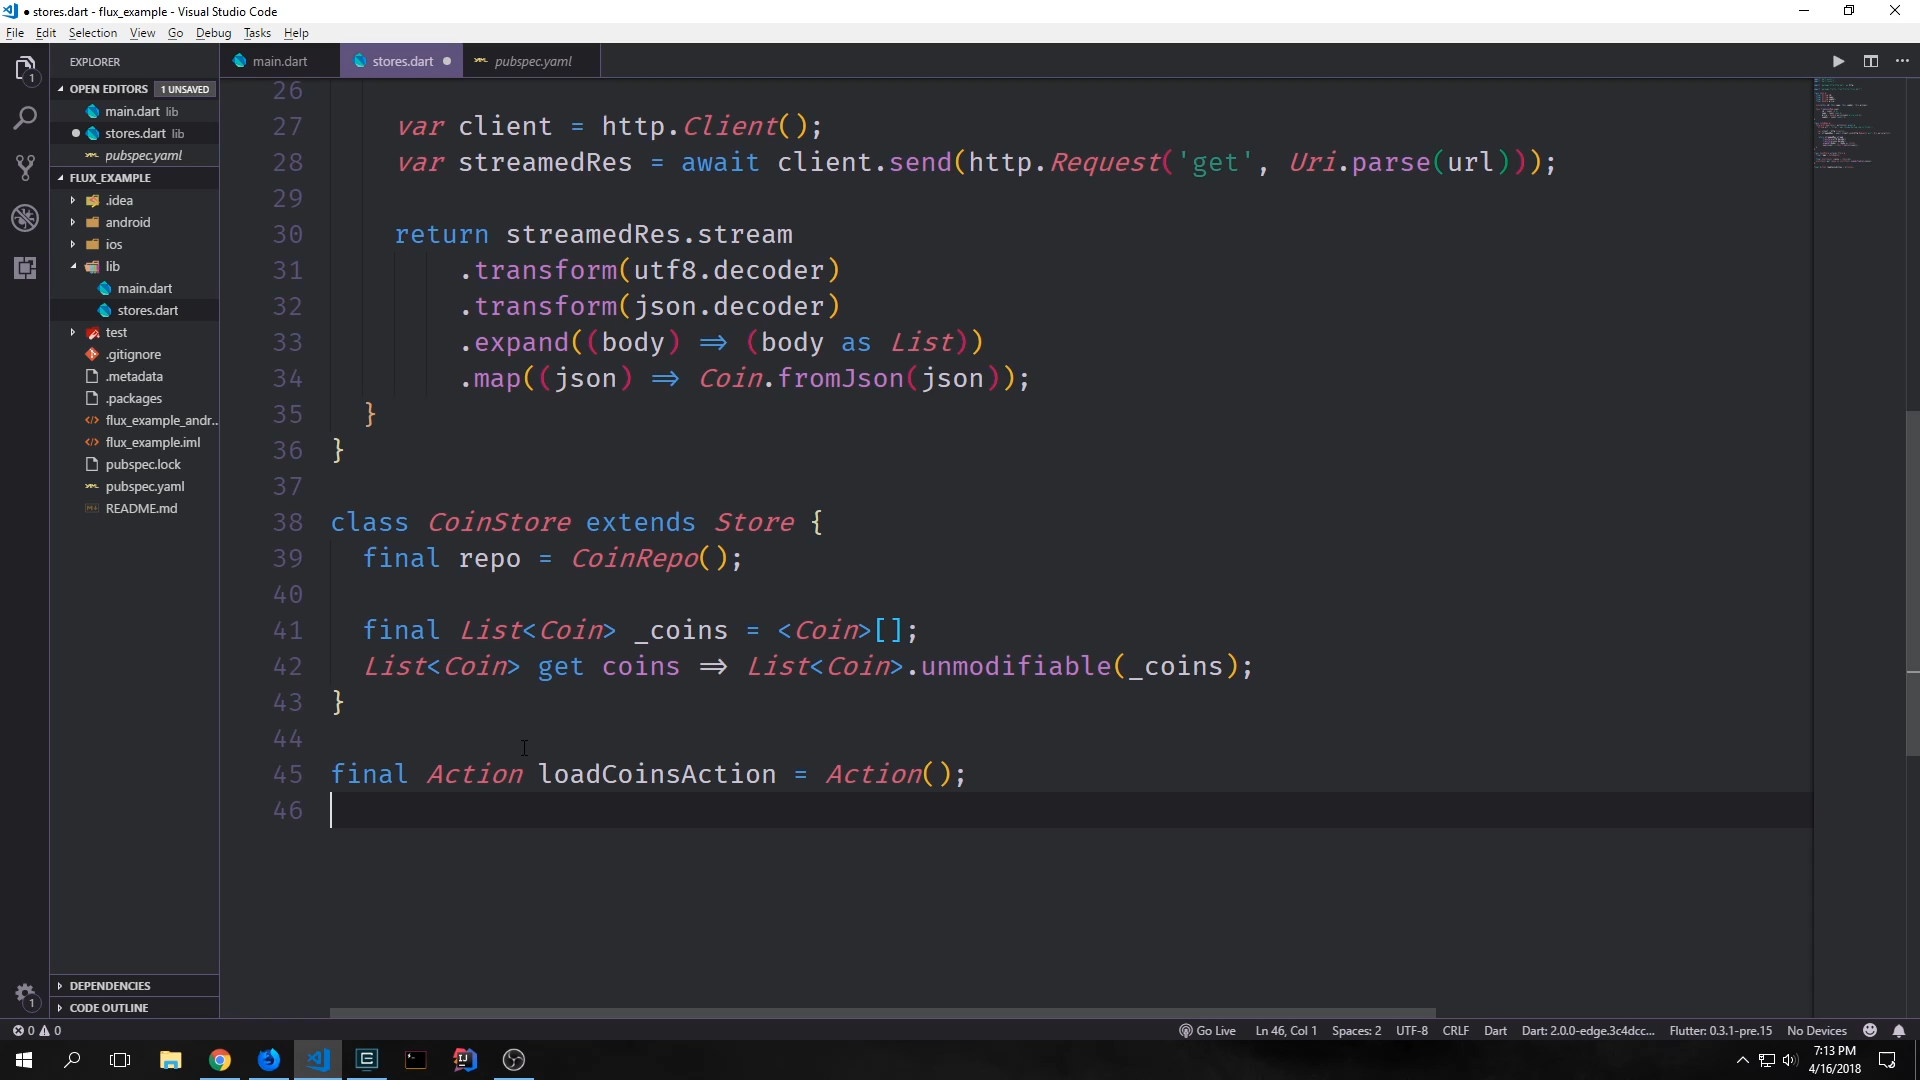 ● stores.dart - flux_example - Visual Studio Code
File Edit Selection View Go Debug Tasks Help
EXPLORER
OPEN EDITORS 1 UNSAVED
main.dart lib
stores.dart lib
pubspec.yaml
FLUX_EXAMPLE
.idea
android
ios
lib
main.dart
stores.dart
test
.gitignore
.metadata
.packages
flux_example_andr...
flux_example.iml
pubspec.lock
pubspec.yaml
README.md
DEPENDENCIES
CODE OUTLINE
main.dart stores.dart pubspec.yaml
26
27 var client = http.Client();
28 var streamedRes = await client.send(http.Request('get', Uri.parse(url)));
29
30 return streamedRes.stream
31 .transform(utf8.decoder)
32 .transform(json.decoder)
33 .expand((body) => (body as List))
34 .map((json) => Coin.fromJson(json));
35 }
36 }
37
38 class CoinStore extends Store {
39 final repo = CoinRepo();
40
41 final List<Coin> _coins = <Coin>[];
42 List<Coin> get coins => List<Coin>.unmodifiable(_coins);
43 }
44
45 final Action loadCoinsAction = Action();
46
0 0 Go Live Ln 46, Col 1 Spaces: 2 UTF-8 CRLF Dart Dart: 2.0.0-edge.3c4dcc... Flutter: 0.3.1-pre.15 No Devices
7:13 PM
4/16/2018